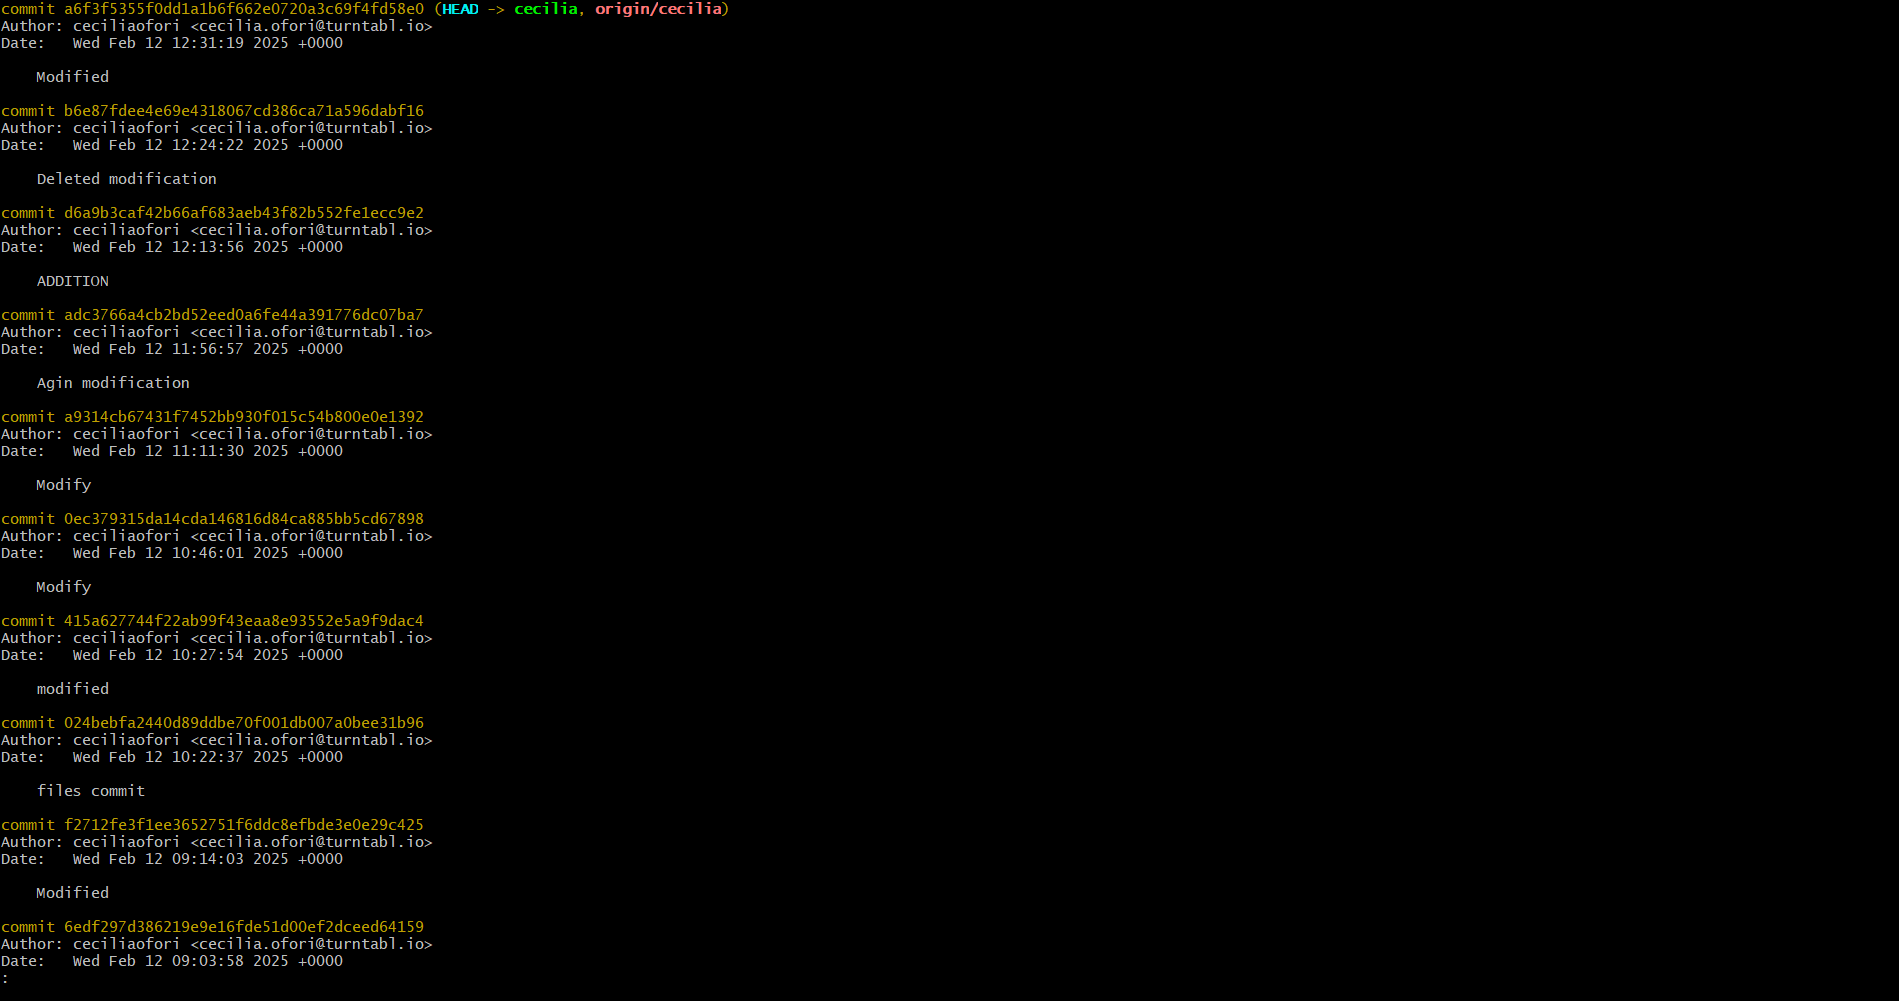 commit a6f3f5355f0dd1a1b6f662e0720a3c69f4fd58e0 (HEAD -> cecilia, origin/cecilia)
Author: ceciliaofori <cecilia.ofori@turntabl.io>
Date:   Wed Feb 12 12:31:19 2025 +0000

    Modified

commit b6e87fdee4e69e4318067cd386ca71a596dabf16
Author: ceciliaofori <cecilia.ofori@turntabl.io>
Date:   Wed Feb 12 12:24:22 2025 +0000

    Deleted modification

commit d6a9b3caf42b66af683aeb43f82b552fe1ecc9e2
Author: ceciliaofori <cecilia.ofori@turntabl.io>
Date:   Wed Feb 12 12:13:56 2025 +0000

    ADDITION

commit adc3766a4cb2bd52eed0a6fe44a391776dc07ba7
Author: ceciliaofori <cecilia.ofori@turntabl.io>
Date:   Wed Feb 12 11:56:57 2025 +0000

    Agin modification

commit a9314cb67431f7452bb930f015c54b800e0e1392
Author: ceciliaofori <cecilia.ofori@turntabl.io>
Date:   Wed Feb 12 11:11:30 2025 +0000

    Modify

commit 0ec379315da14cda146816d84ca885bb5cd67898
Author: ceciliaofori <cecilia.ofori@turntabl.io>
Date:   Wed Feb 12 10:46:01 2025 +0000

    Modify

commit 415a627744f22ab99f43eaa8e93552e5a9f9dac4
Author: ceciliaofori <cecilia.ofori@turntabl.io>
Date:   Wed Feb 12 10:27:54 2025 +0000

    modified

commit 024bebfa2440d89ddbe70f001db007a0bee31b96
Author: ceciliaofori <cecilia.ofori@turntabl.io>
Date:   Wed Feb 12 10:22:37 2025 +0000

    files commit

commit f2712fe3f1ee3652751f6ddc8efbde3e0e29c425
Author: ceciliaofori <cecilia.ofori@turntabl.io>
Date:   Wed Feb 12 09:14:03 2025 +0000

    Modified

commit 6edf297d386219e9e16fde51d00ef2dceed64159
Author: ceciliaofori <cecilia.ofori@turntabl.io>
Date:   Wed Feb 12 09:03:58 2025 +0000
: